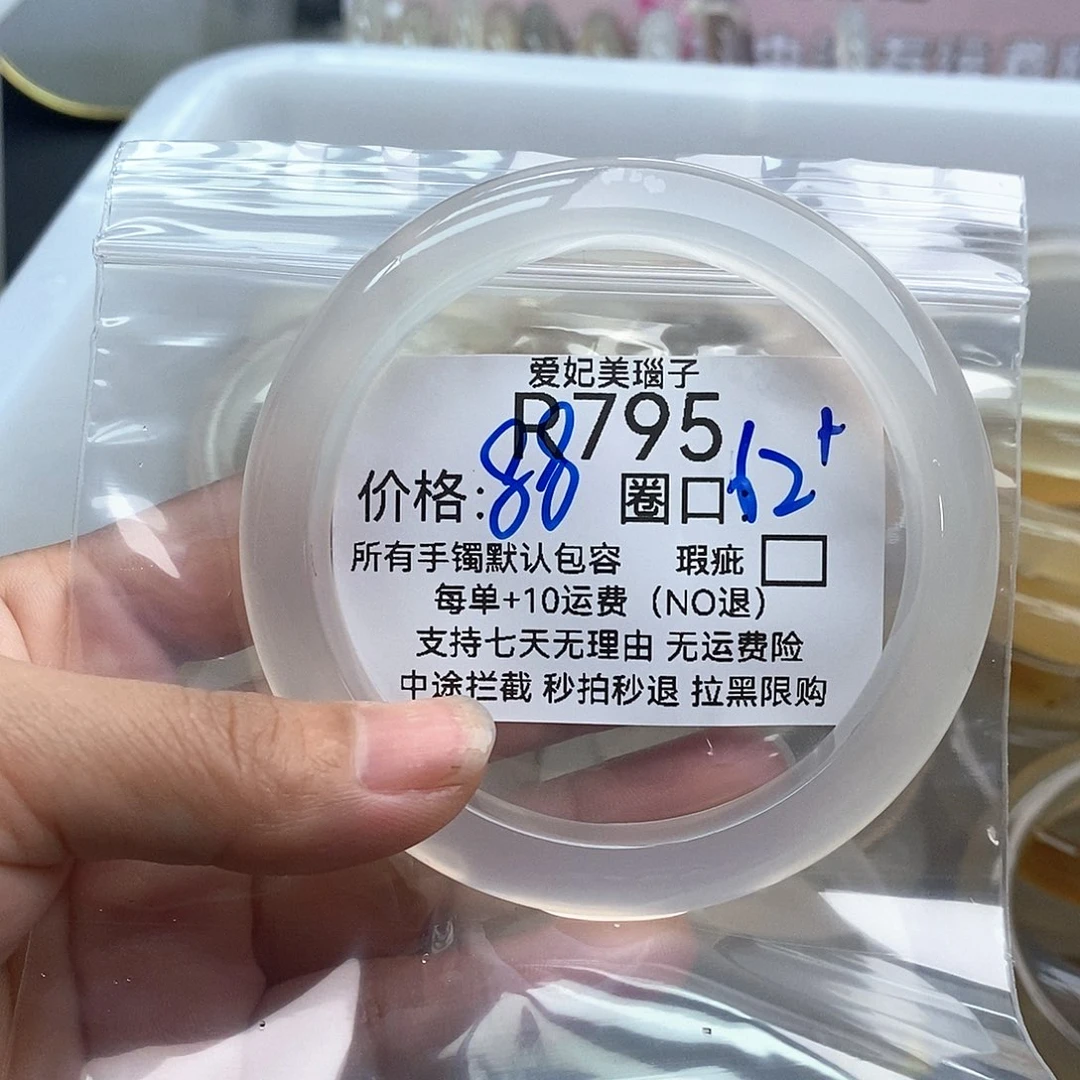 爱妃美瑙子
R795
价格:88 圈口:62+
所有手镯默认包容 瑕疵
每单+10运费（NO退）
支持七天无理由 无运费险
中途拦截 秒拍秒退 拉黑限购